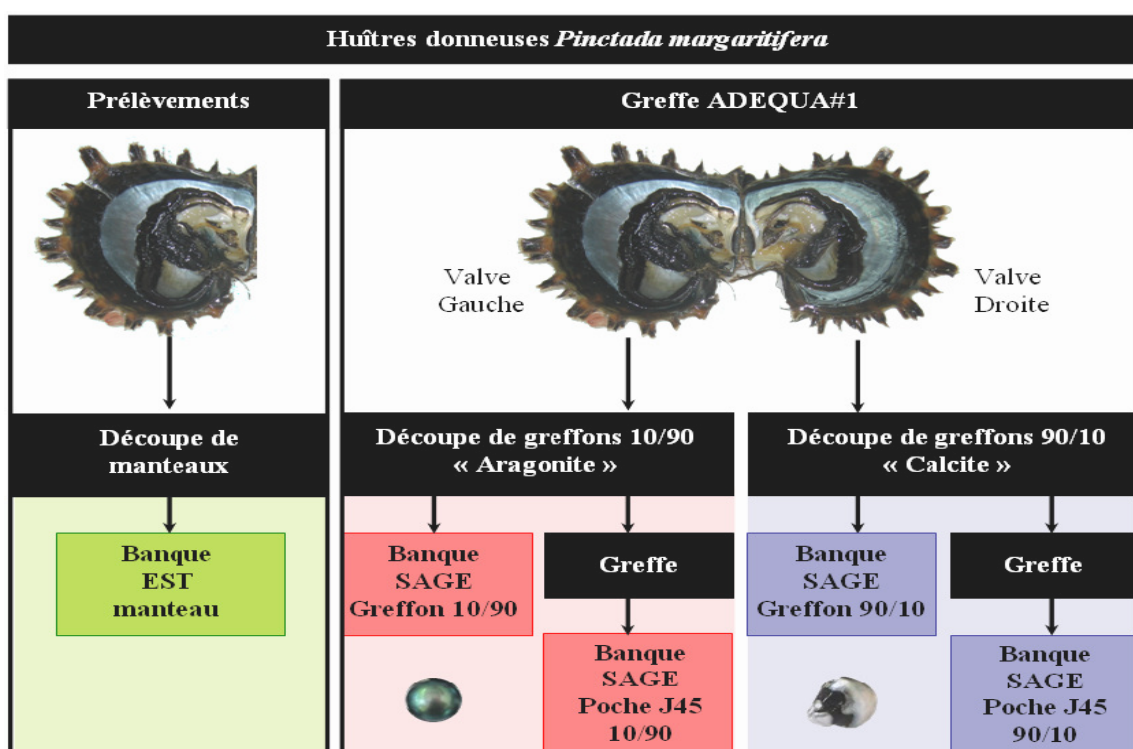 Huîtres donneuses Pinctada margaritifera
Prélèvements
Découpe de
manteaux
Banque
EST
manteau
Greffe ADEQUA#1
Valve
Gauche
Valve
Droite
Découpe de greffons 10/90
« Aragonite »
Banque
SAGE
Greffon 10/90
Greffe
Banque
SAGE
Poche J45
10/90
Découpe de greffons 90/10
« Calcite »
Banque
SAGE
Greffon 90/10
Greffe
Banque
SAGE
Poche J45
90/10